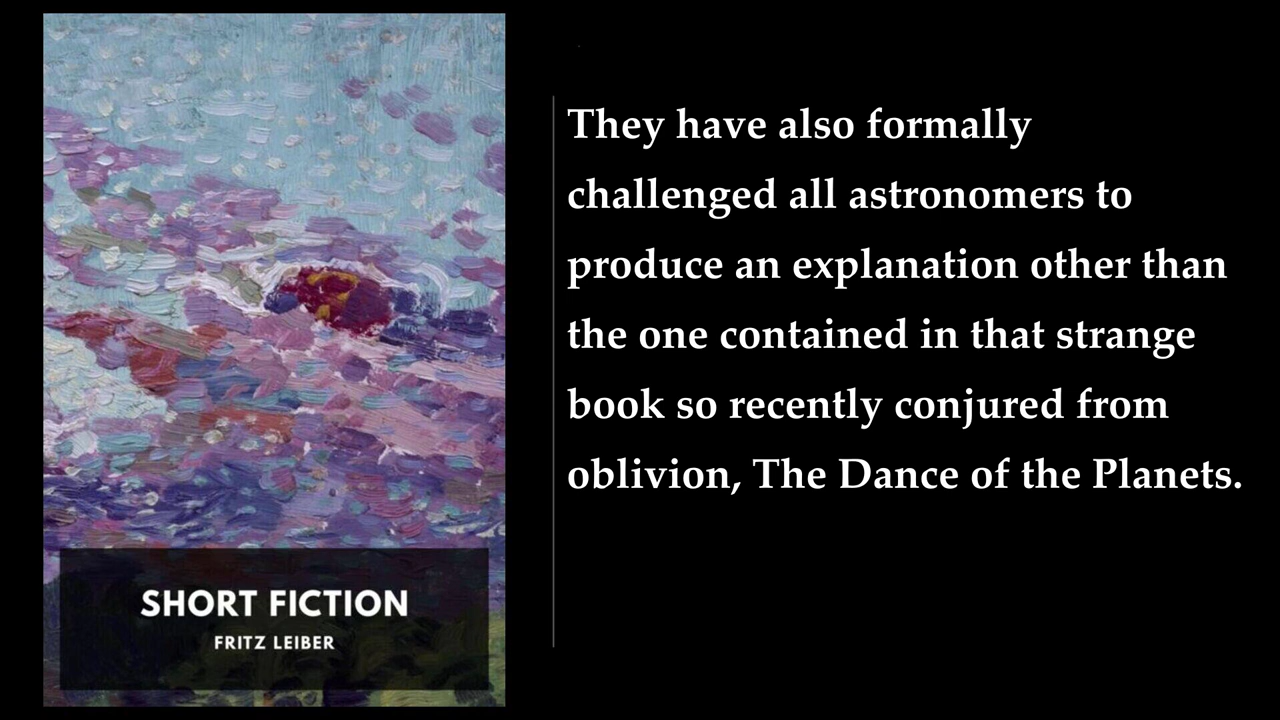 They have also formally
challenged all astronomers to
produce an explanation other than
the one contained in that strange
book so recently conjured from
oblivion, The Dance of the Planets.
SHORT FICTION
FRITZ LEIBER